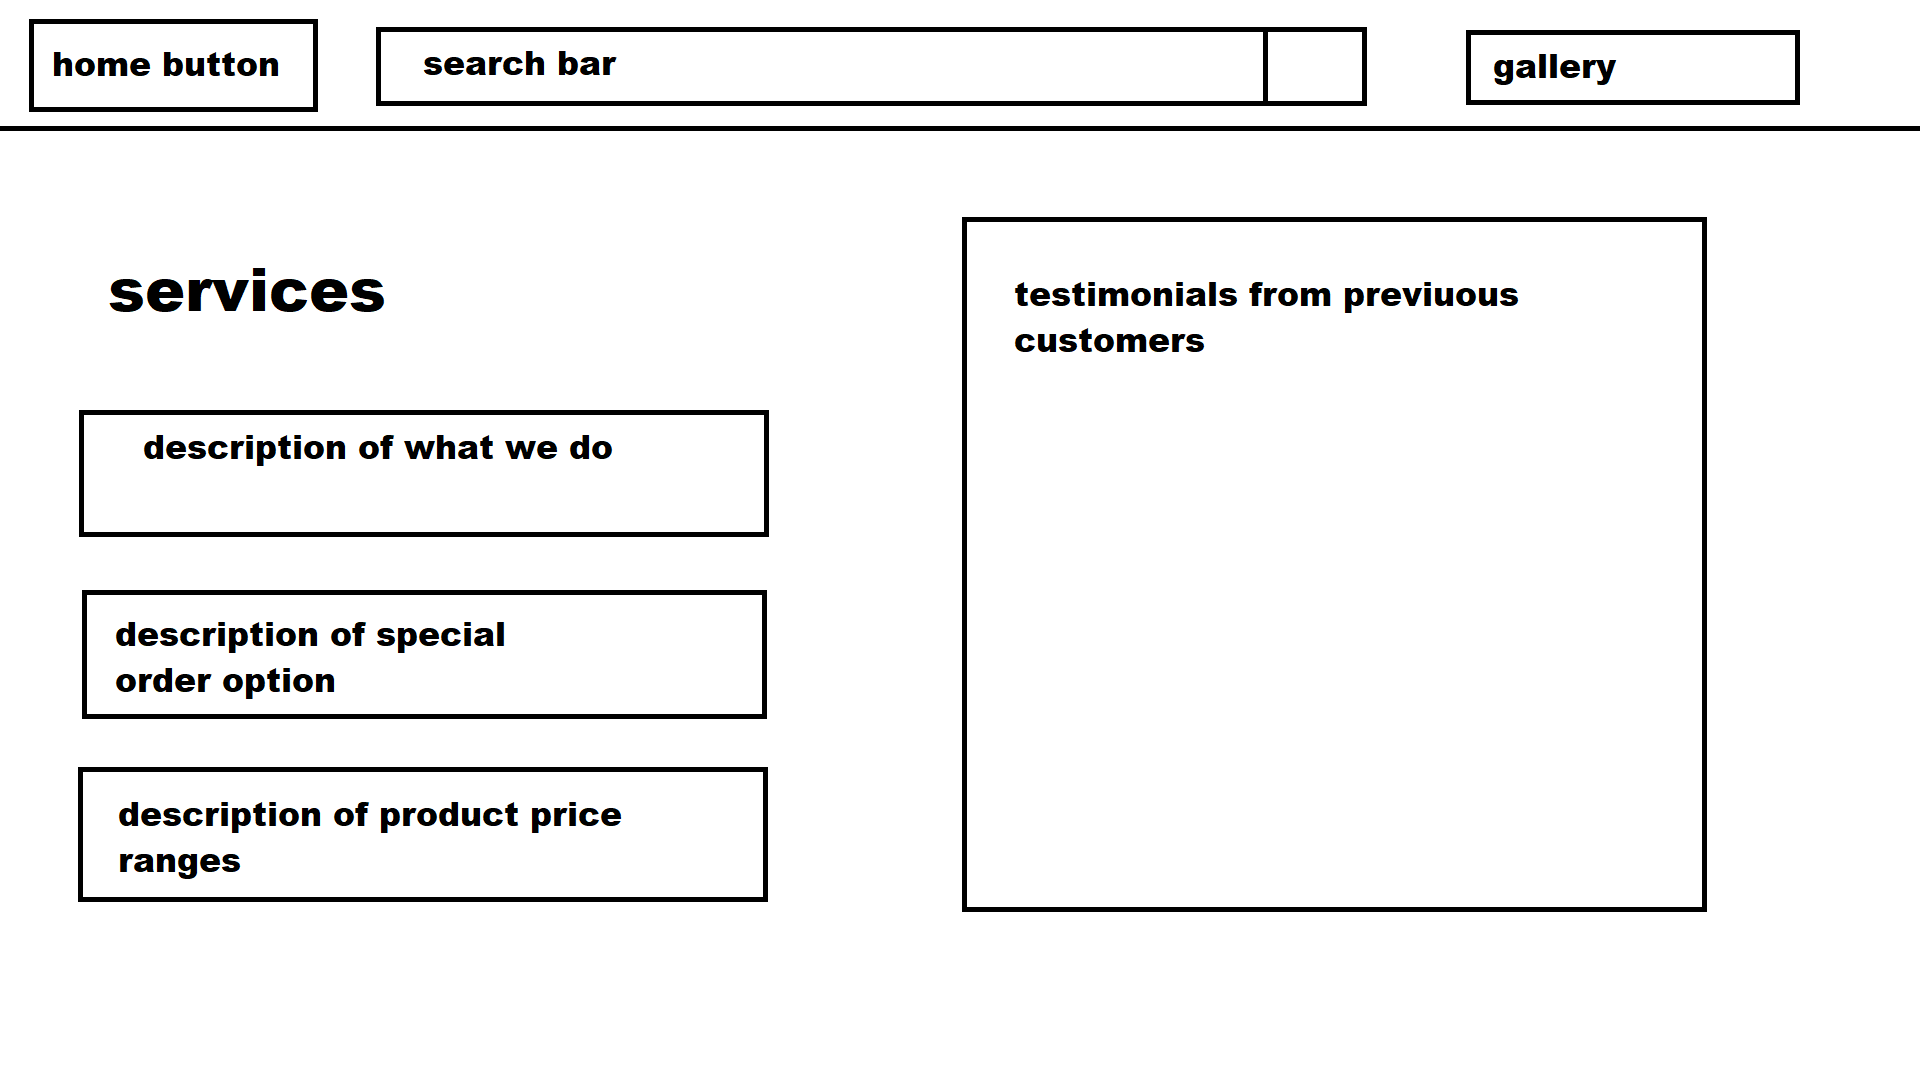 home button
search bar
gallery
services
description of what we do
description of special
order option
description of product price
ranges
testimonials from previuous
customers